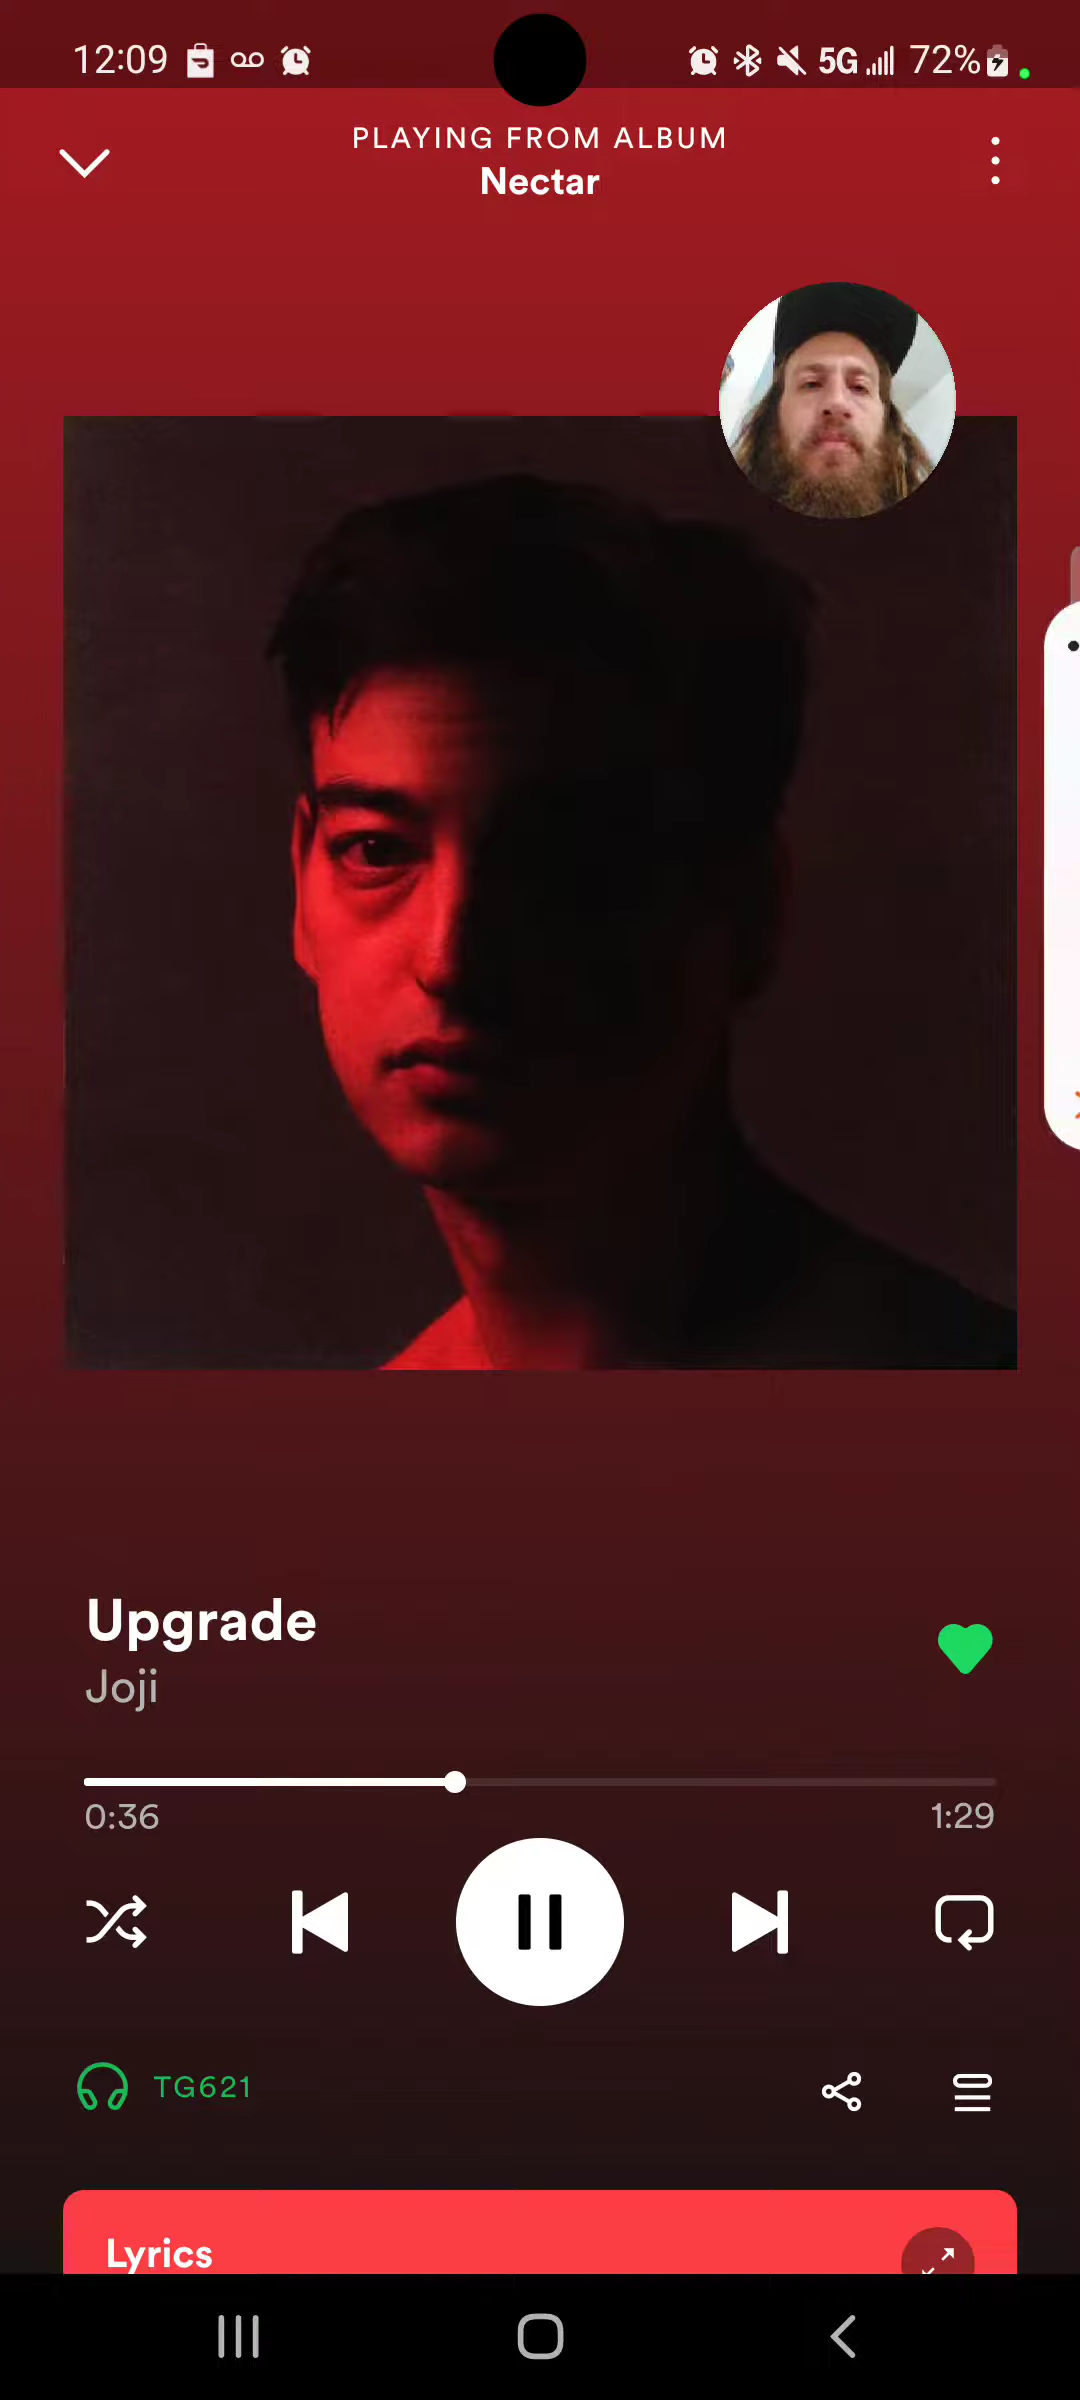 12:09
5G 72%
PLAYING FROM ALBUM
Nectar
Upgrade
Joji
0:36
1:29
TG621
Lyrics